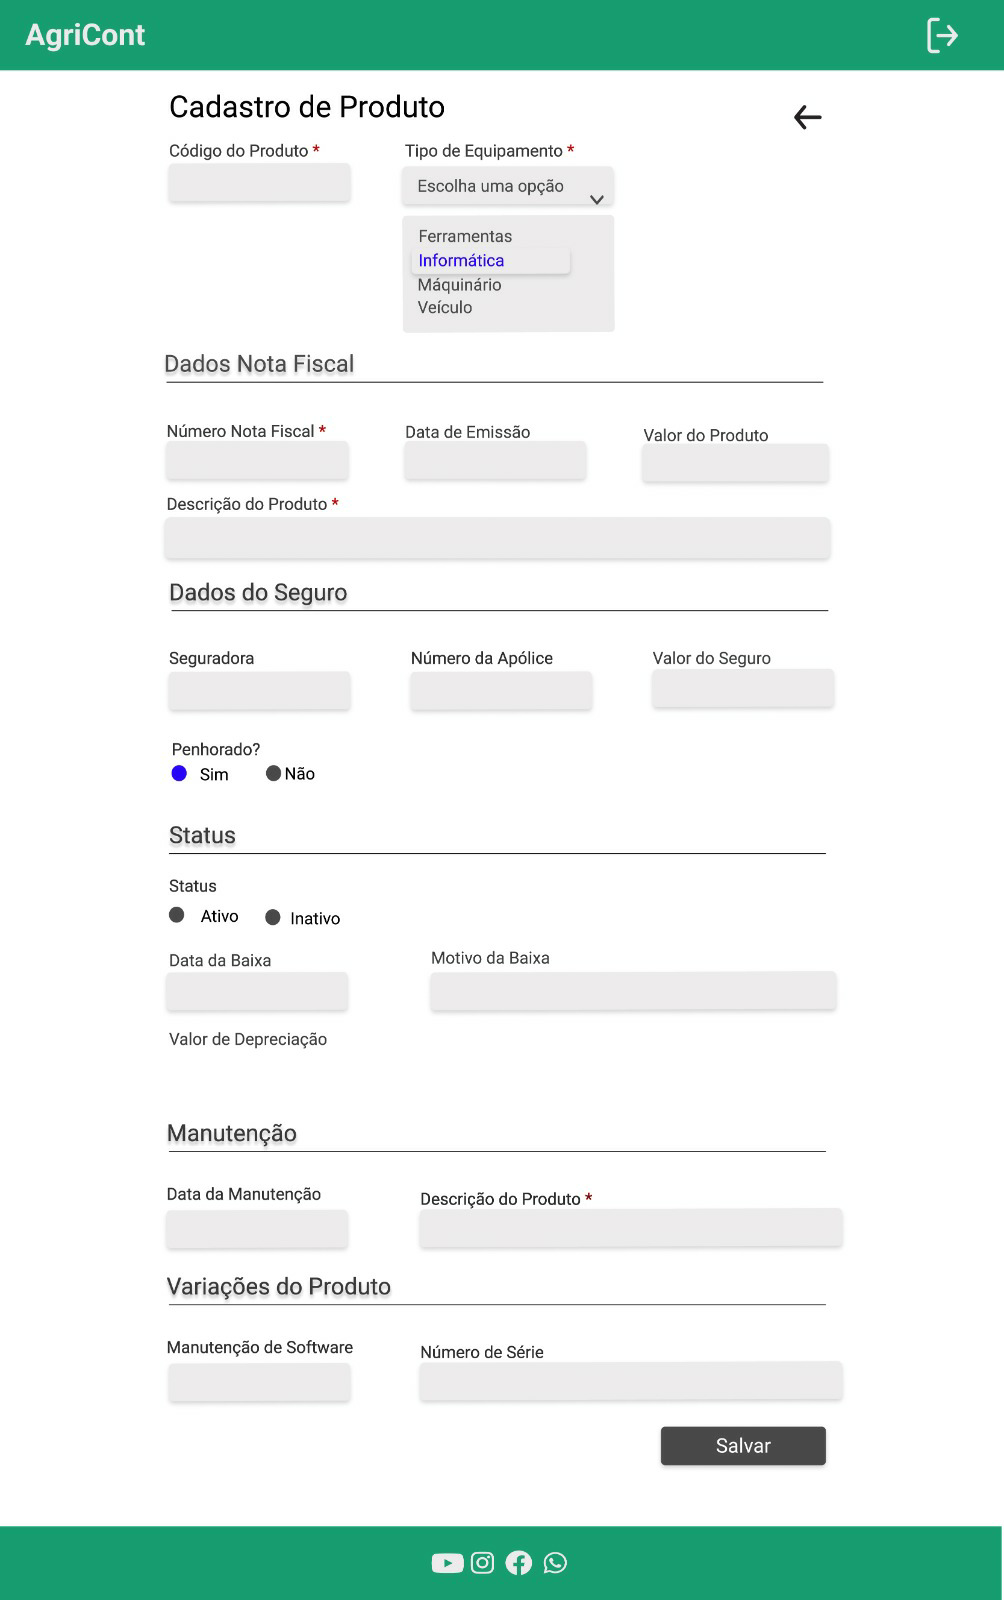 AgriCont
Cadastro de Produto
Código do Produto *
Tipo de Equipamento *
Escolha uma opção
Ferramentas
Informática
Máquinário
Veículo
Dados Nota Fiscal
Número Nota Fiscal *
Data de Emissão
Valor do Produto
Descrição do Produto *
Dados do Seguro
Seguradora
Número da Apólice
Valor do Seguro
Penhorado?
Sim
Não
Status
Status
Ativo
Inativo
Data da Baixa
Motivo da Baixa
Valor de Depreciação
Manutenção
Data da Manutenção
Descrição do Produto *
Variações do Produto
Manutenção de Software
Número de Série
Salvar